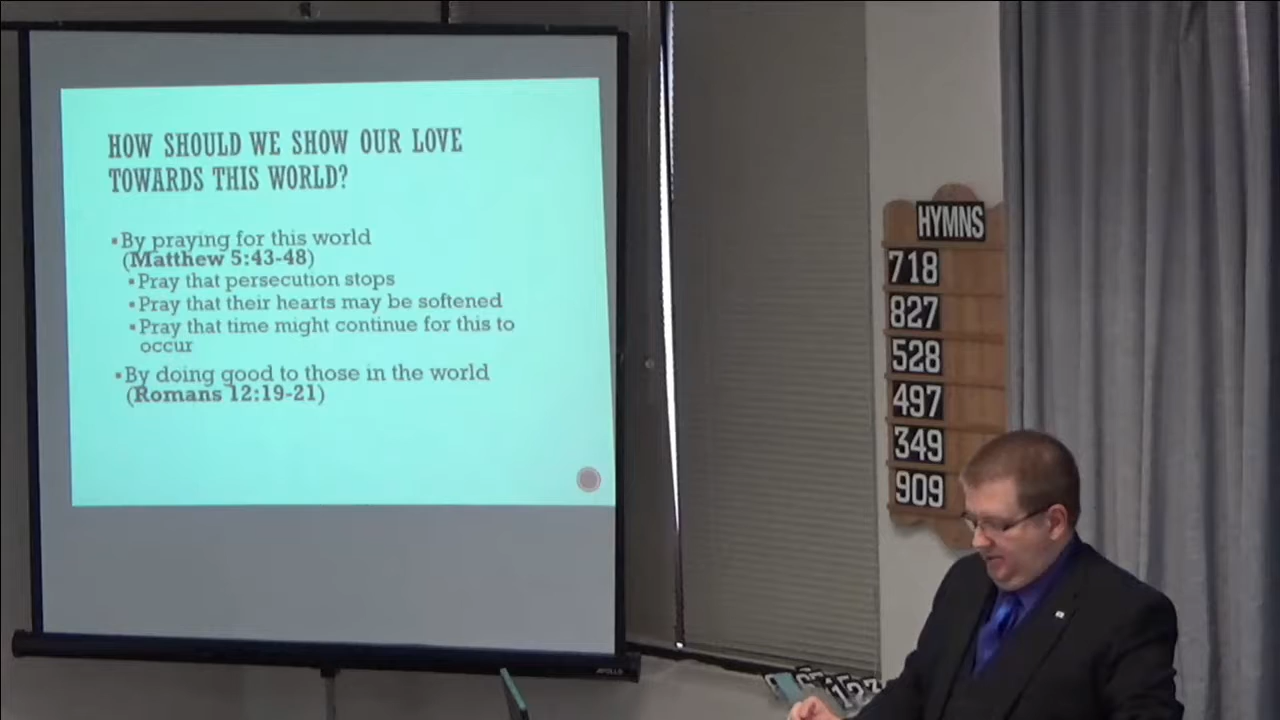 HOW SHOULD WE SHOW OUR LOVE
TOWARDS THIS WORLD?
▪By praying for this world
(Matthew 5:43-48)
▪Pray that persecution stops
▪Pray that their hearts may be softened
▪Pray that time might continue for this to
occur
▪By doing good to those in the world
(Romans 12:19-21)
APOLLO
HYMNS
718
827
528
497
349
909